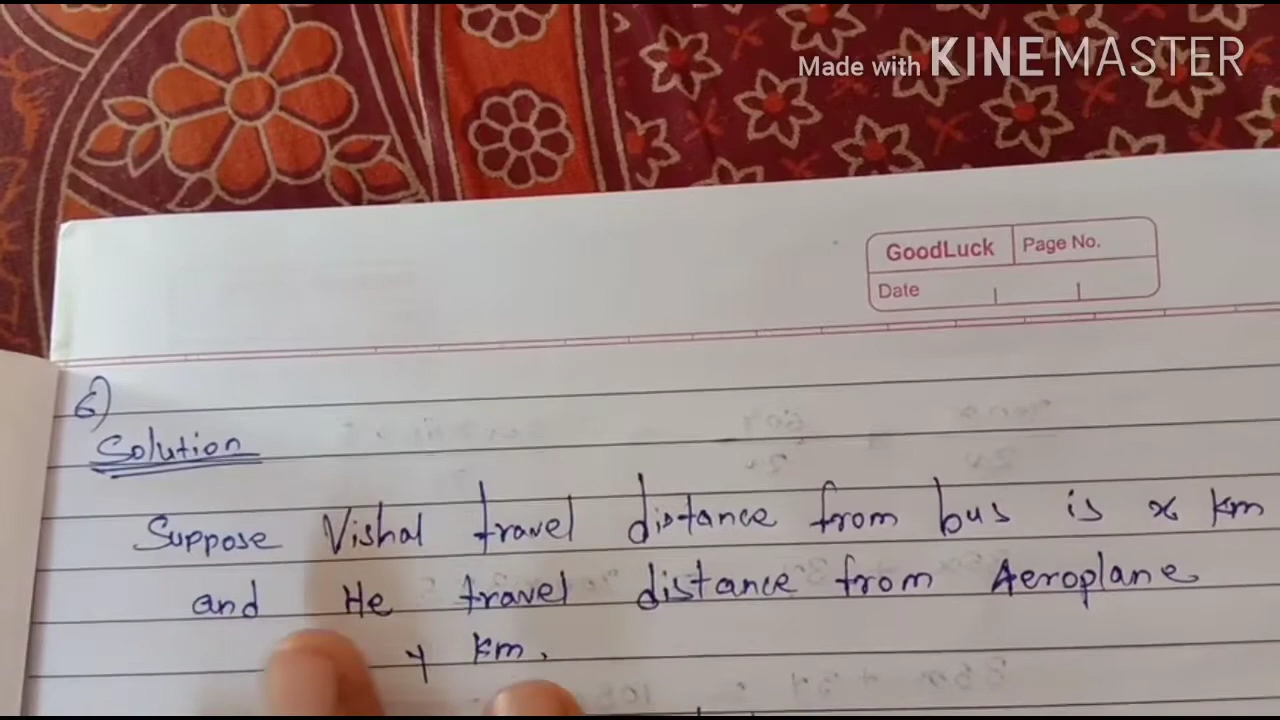 Made with KINEMASTER
GoodLuck Page No.
Date
6)
Solution
Suppose Vishal travel distance from bus is x km
and He travel distance from Aeroplane
y km.